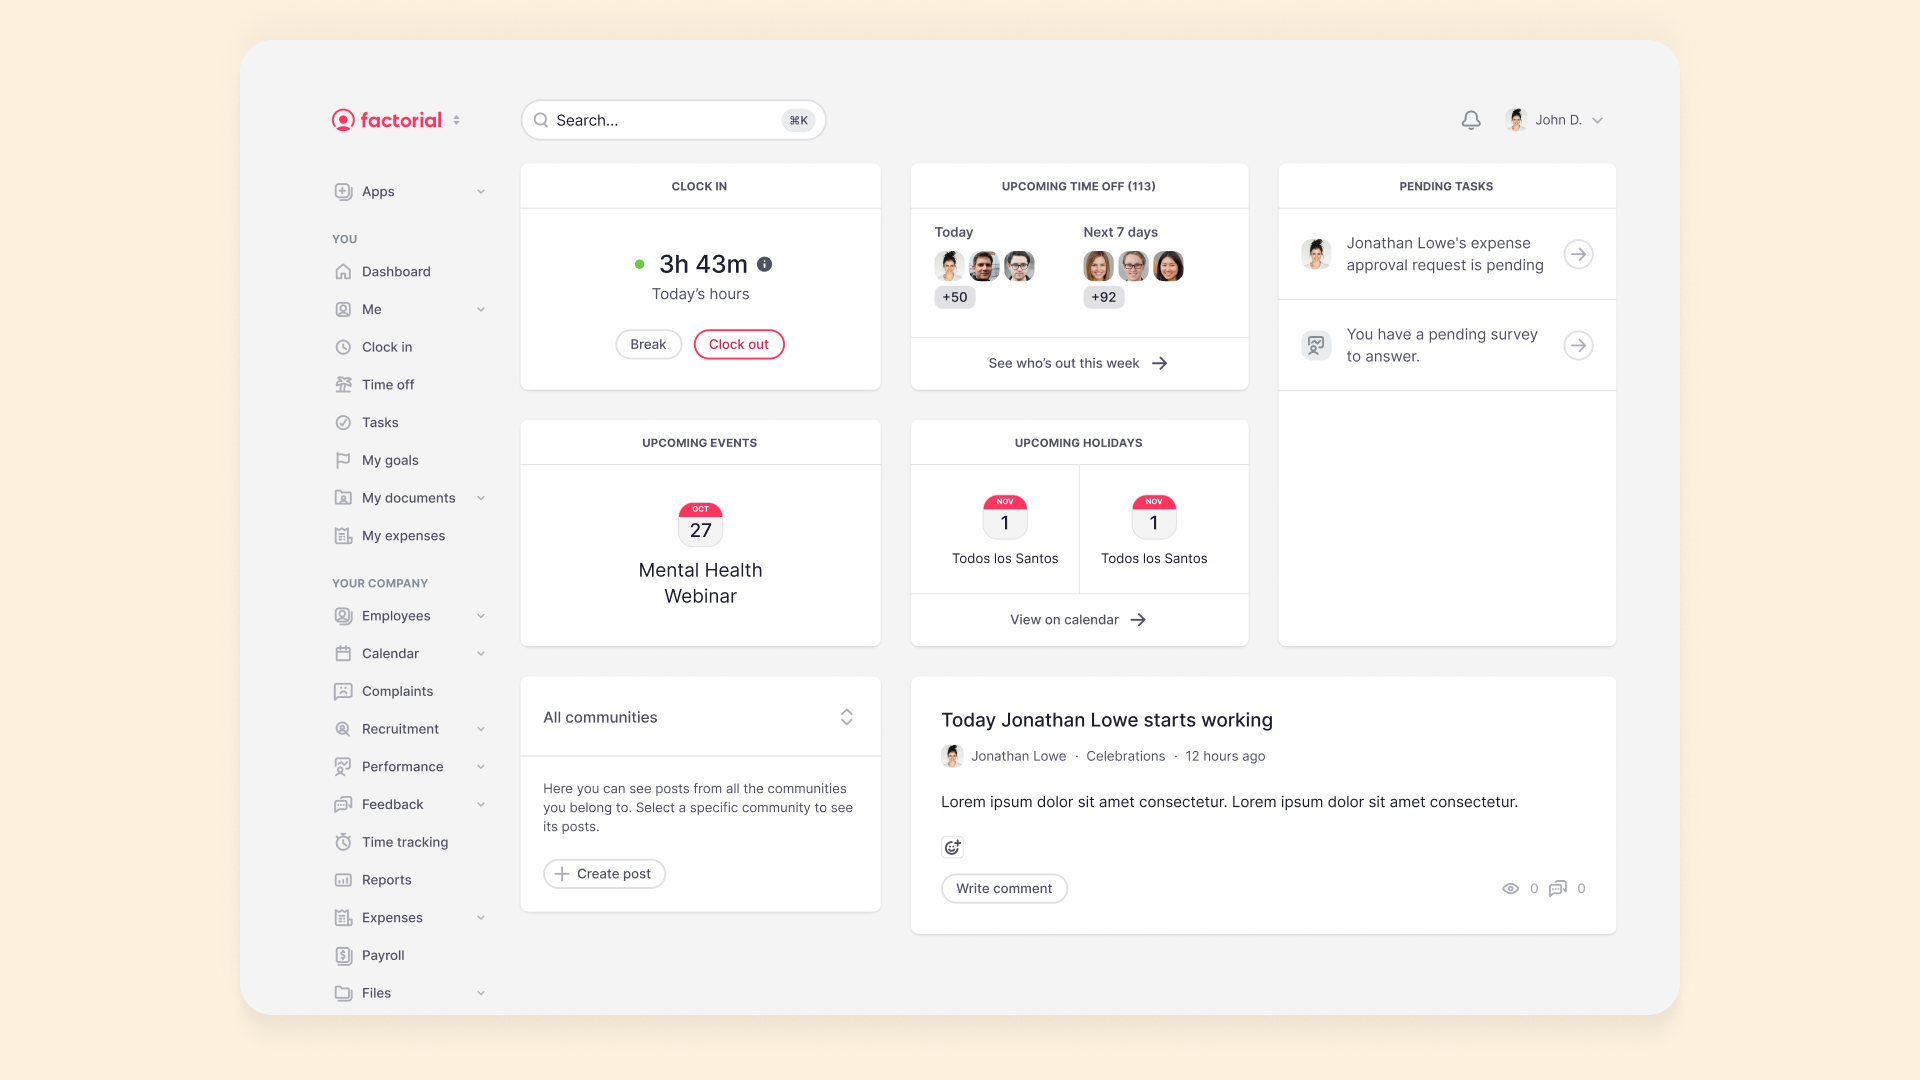 factorial
Search...
⌘K
John D.
Apps
YOU
Dashboard
Me
Clock in
Time off
Tasks
My goals
My documents
My expenses
YOUR COMPANY
Employees
Calendar
Complaints
Recruitment
Performance
Feedback
Time tracking
Reports
Expenses
Payroll
Files
CLOCK IN
3h 43m
Today’s hours
Break
Clock out
UPCOMING TIME OFF (113)
Today
Next 7 days
+50
+92
See who’s out this week
PENDING TASKS
Jonathan Lowe's expense
approval request is pending
You have a pending survey
to answer.
UPCOMING EVENTS
OCT
27
Mental Health
Webinar
UPCOMING HOLIDAYS
NOV
1
Todos los Santos
NOV
1
Todos los Santos
View on calendar
All communities
Here you can see posts from all the communities
you belong to. Select a specific community to see
its posts.
Create post
Today Jonathan Lowe starts working
Jonathan Lowe · Celebrations · 12 hours ago
Lorem ipsum dolor sit amet consectetur. Lorem ipsum dolor sit amet consectetur.
Write comment
0
0